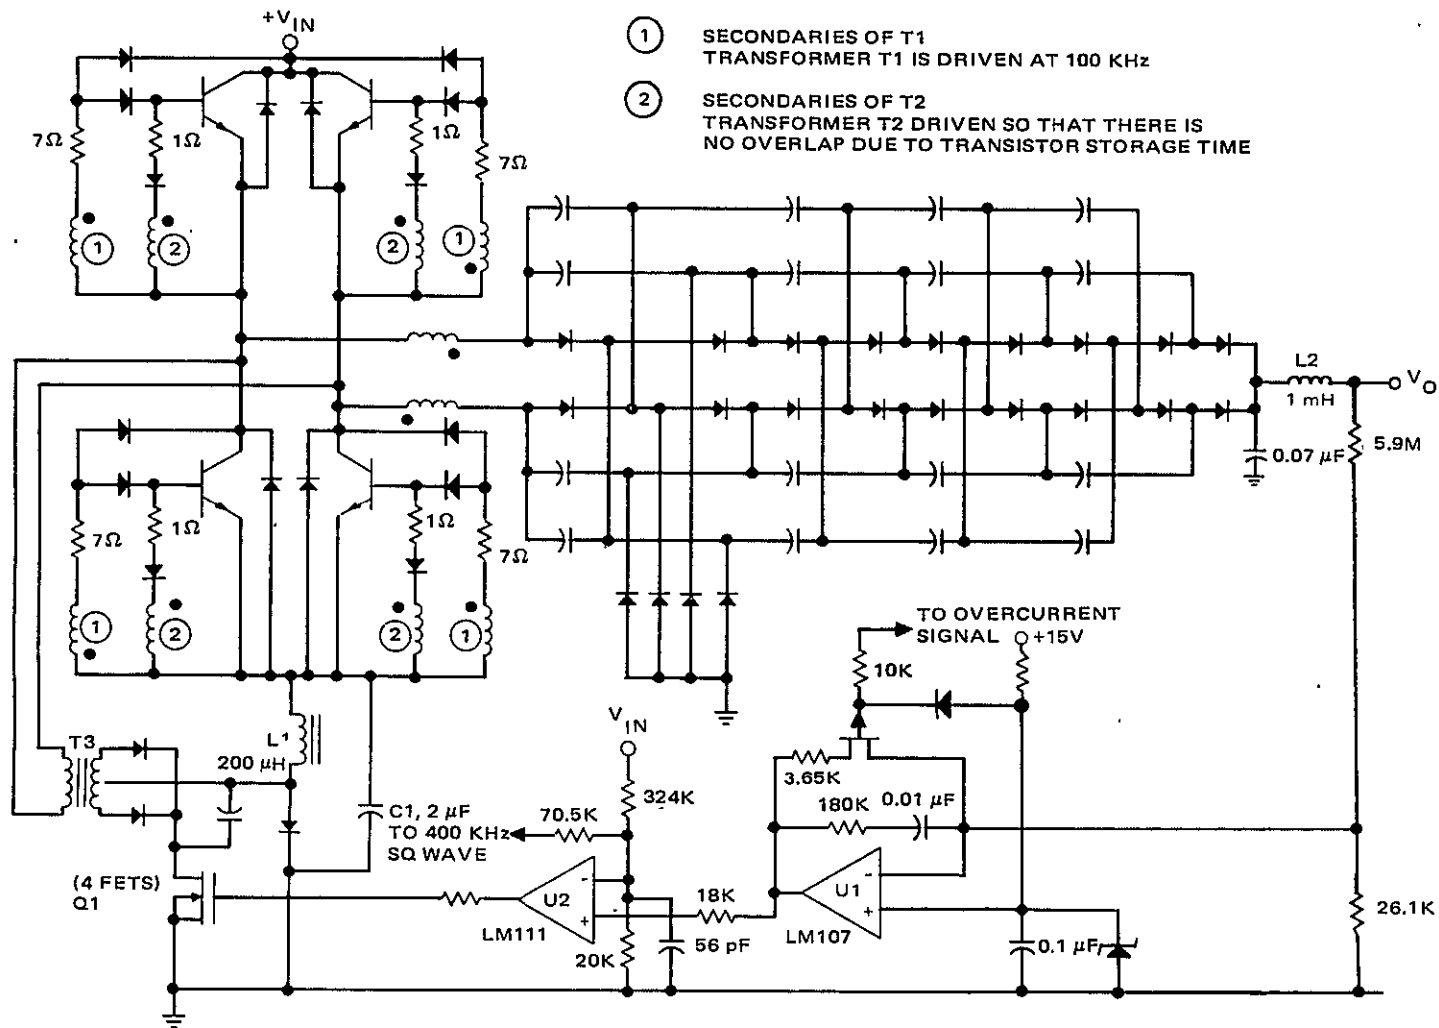 +VIN
1 SECONDARIES OF T1
TRANSFORMER T1 IS DRIVEN AT 100 KHz
2 SECONDARIES OF T2
TRANSFORMER T2 DRIVEN SO THAT THERE IS
NO OVERLAP DUE TO TRANSISTOR STORAGE TIME
7Ω
1Ω
1Ω
7Ω
1
2
2
1
L2
1 mH
VO
5.9M
0.07 µF
7Ω
1Ω
1Ω
7Ω
1
2
2
1
TO OVERCURRENT
SIGNAL
+15V
10K
VIN
T3
L1
200 µH
3.65K
324K
180K
0.01 µF
C1, 2 µF
70.5K
TO 400 KHz
SQ WAVE
(4 FETS)
Q1
U2
-
+
LM111
18K
U1
-
+
LM107
26.1K
56 pF
20K
0.1 µF